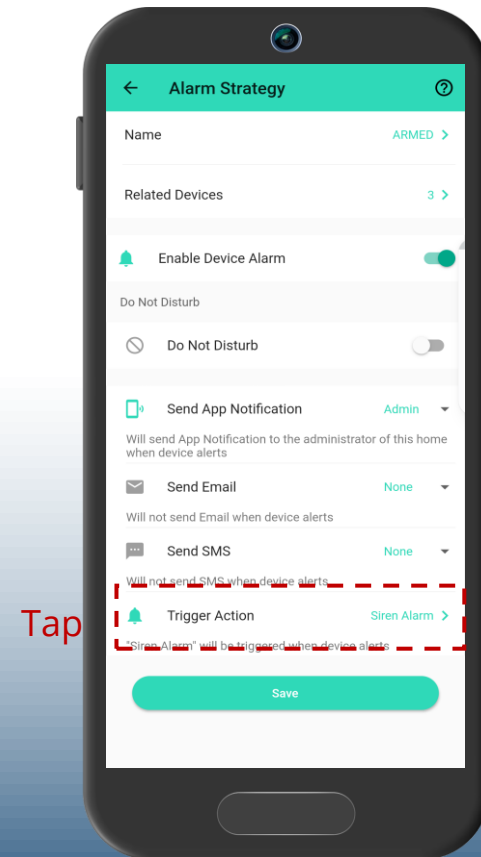 Alarm Strategy
Name ARMED
Related Devices 3
Enable Device Alarm
Do Not Disturb
Do Not Disturb
Send App Notification Admin
Will send App Notification to the administrator of this home
when device alerts
Send Email None
Will not send Email when device alerts
Send SMS None
Will not send SMS when device alerts
Tap Trigger Action Siren Alarm
"Siren Alarm" will be triggered when device alerts
Save